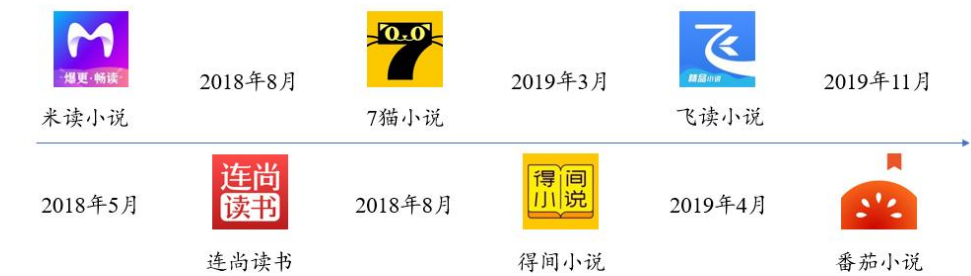 爆更·畅读
2018年8月
2019年3月
精品小说
2019年11月
米读小说
7猫小说
飞读小说
连尚
读书
得间
小说
2018年5月
2018年8月
2019年4月
连尚读书
得间小说
番茄小说